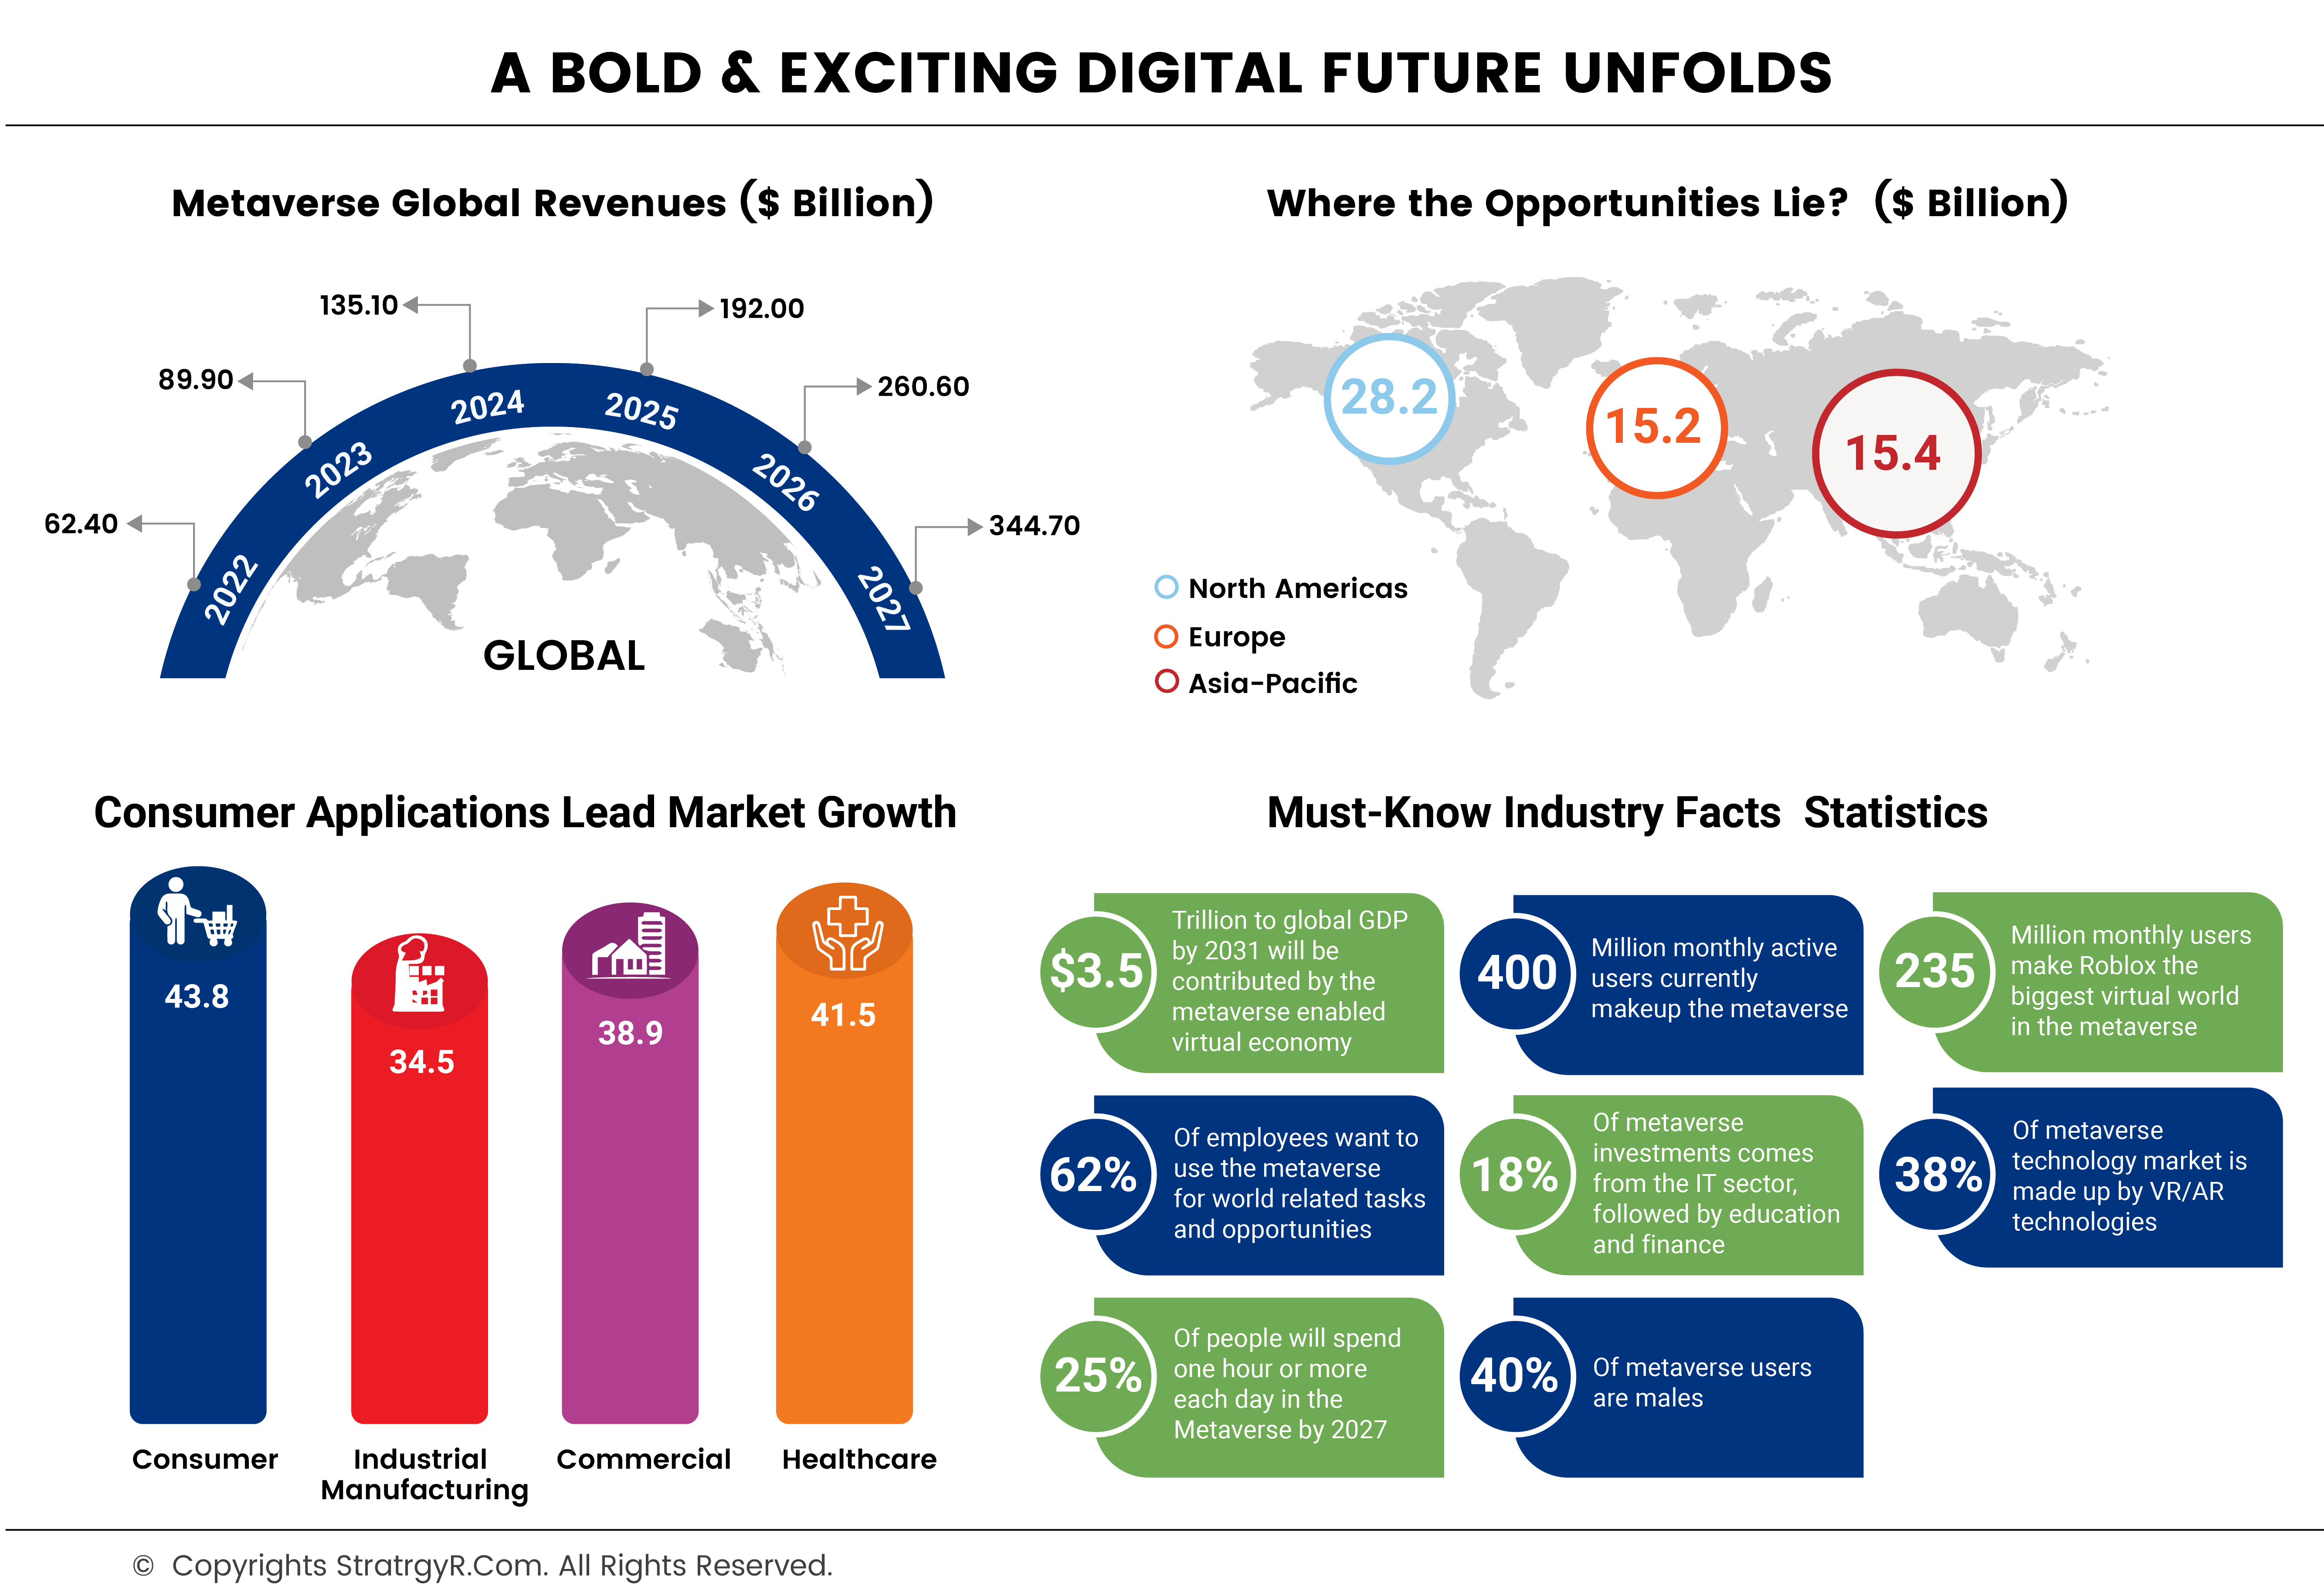 A BOLD & EXCITING DIGITAL FUTURE UNFOLDS
Metaverse Global Revenues ($ Billion)
135.10
192.00
89.90
260.60
62.40
344.70
2022
2023
2024
2025
2026
2027
GLOBAL
Where the Opportunities Lie? ($ Billion)
28.2
15.2
15.4
North Americas
Europe
Asia-Pacific
Consumer Applications Lead Market Growth
43.8
34.5
38.9
41.5
Consumer
Industrial
Manufacturing
Commercial
Healthcare
Must-Know Industry Facts Statistics
$3.5
Trillion to global GDP
by 2031 will be
contributed by the
metaverse enabled
virtual economy
400
Million monthly active
users currently
makeup the metaverse
235
Million monthly users
make Roblox the
biggest virtual world
in the metaverse
62%
Of employees want to
use the metaverse
for world related tasks
and opportunities
18%
Of metaverse
investments comes
from the IT sector,
followed by education
and finance
38%
Of metaverse
technology market is
made up by VR/AR
technologies
25%
Of people will spend
one hour or more
each day in the
Metaverse by 2027
40%
Of metaverse users
are males
© Copyrights StratrgyR.Com. All Rights Reserved.